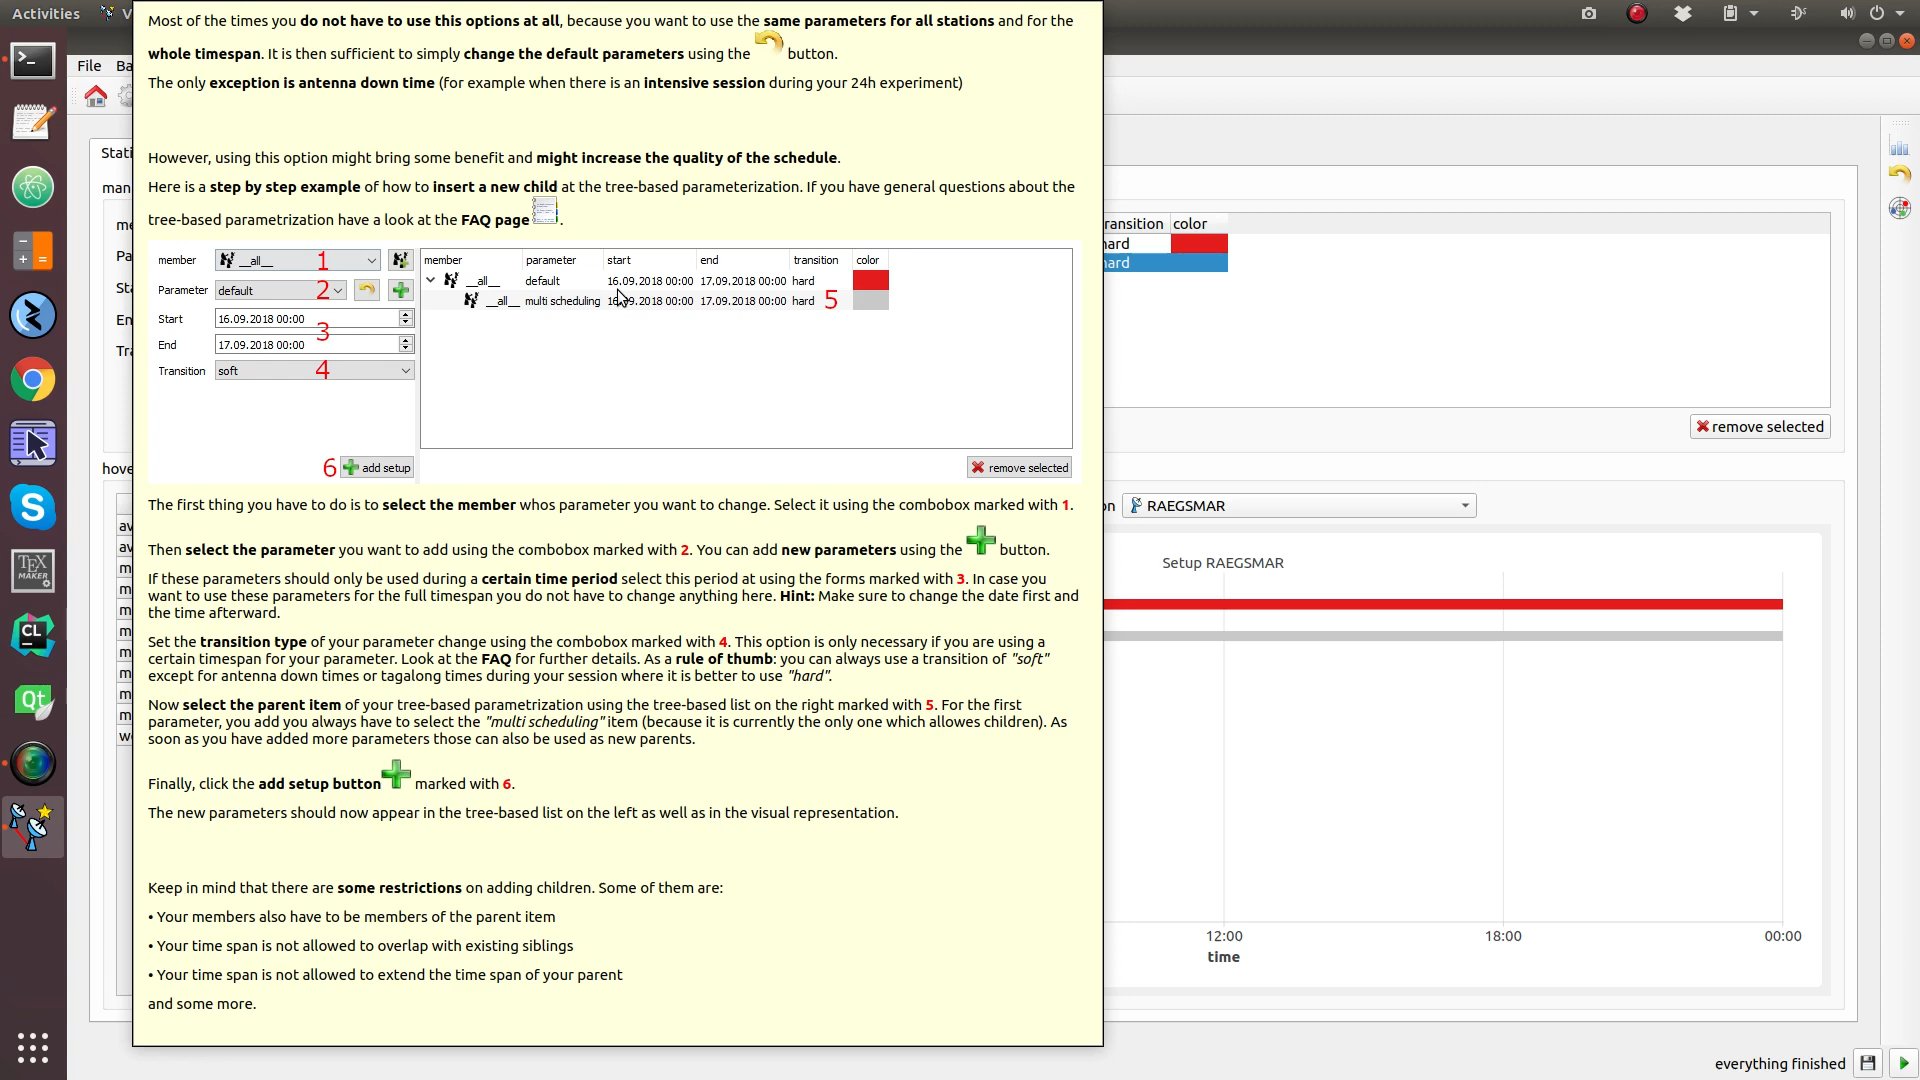 Activities
V
File Ba
Most of the times you do not have to use this options at all, because you want to use the same parameters for all stations and for the
whole timespan. It is then sufficient to simply change the default parameters using the button.
The only exception is antenna down time (for example when there is an intensive session during your 24h experiment)
However, using this option might bring some benefit and might increase the quality of the schedule.
Here is a step by step example of how to insert a new child at the tree-based parameterization. If you have general questions about the
tree-based parametrization have a look at the FAQ page .
member __all__ 1
Parameter default 2
Start 16.09.2018 00:00
3
End 17.09.2018 00:00
Transition soft 4
6 add setup
member parameter start end transition color
__all__ default 16.09.2018 00:00 17.09.2018 00:00 hard
__all__ multi scheduling 16.09.2018 00:00 17.09.2018 00:00 hard 5
remove selected
The first thing you have to do is to select the member whos parameter you want to change. Select it using the combobox marked with 1.
Then select the parameter you want to add using the combobox marked with 2. You can add new parameters using the button.
If these parameters should only be used during a certain time period select this period at using the forms marked with 3. In case you
want to use these parameters for the full timespan you do not have to change anything here. Hint: Make sure to change the date first and
the time afterward.
Set the transition type of your parameter change using the combobox marked with 4. This option is only necessary if you are using a
certain timespan for your parameter. Look at the FAQ for further details. As a rule of thumb: you can always use a transition of "soft"
except for antenna down times or tagalong times during your session where it is better to use "hard".
Now select the parent item of your tree-based parametrization using the tree-based list on the right marked with 5. For the first
parameter, you add you always have to select the "multi scheduling" item (because it is currently the only one which allowes children). As
soon as you have added more parameters those can also be used as new parents.
Finally, click the add setup button marked with 6.
The new parameters should now appear in the tree-based list on the left as well as in the visual representation.
Keep in mind that there are some restrictions on adding children. Some of them are:
• Your members also have to be members of the parent item
• Your time span is not allowed to overlap with existing siblings
• Your time span is not allowed to extend the time span of your parent
and some more.
Stati
man
me
Pa
Sta
En
Tra
hove
av
av
m
m
m
m
m
m
m
m
we
ransition color
hard
hard
remove selected
n RAEGSMAR
Setup RAEGSMAR
12:00 18:00 00:00
time
everything finished
TEX
MAKER
CL
Qt